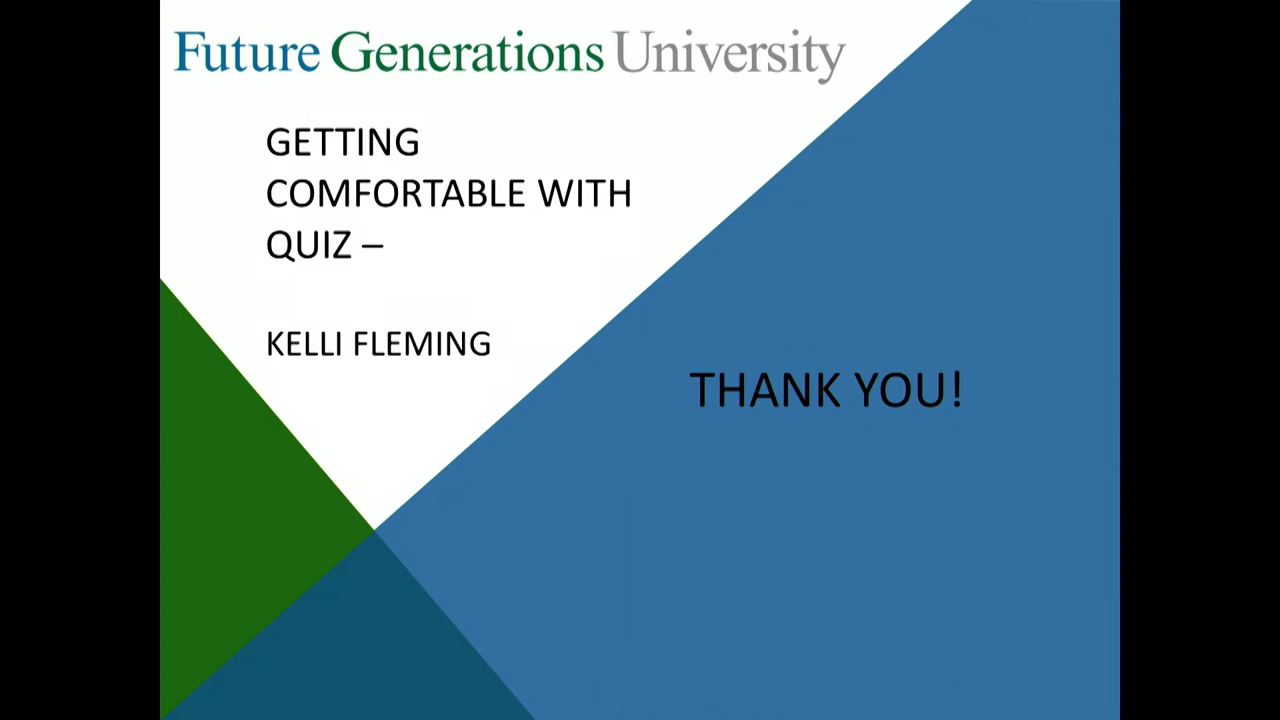 Future Generations University
GETTING
COMFORTABLE WITH
QUIZ –
KELLI FLEMING
THANK YOU!